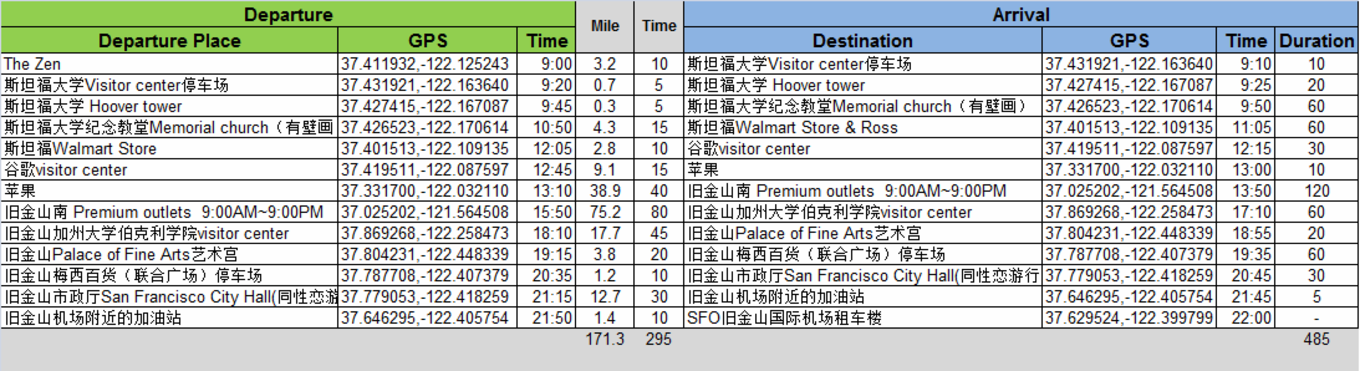 Departure Mile Time Arrival
Departure Place GPS Time Destination GPS Time Duration
The Zen 37.411932,-122.125243 9:00 3.2 10 斯坦福大学Visitor center停车场 37.431921,-122.163640 9:10 10
斯坦福大学Visitor center停车场 37.431921,-122.163640 9:20 0.7 5 斯坦福大学 Hoover tower 37.427415,-122.167087 9:25 20
斯坦福大学 Hoover tower 37.427415,-122.167087 9:45 0.3 5 斯坦福大学纪念教堂Memorial church（有壁画） 37.426523,-122.170614 9:50 60
斯坦福大学纪念教堂Memorial church（有壁画 37.426523,-122.170614 10:50 4.3 15 斯坦福Walmart Store & Ross 37.401513,-122.109135 11:05 60
斯坦福Walmart Store 37.401513,-122.109135 12:05 2.8 10 谷歌visitor center 37.419511,-122.087597 12:15 30
谷歌visitor center 37.419511,-122.087597 12:45 9.1 15 苹果 37.331700,-122.032110 13:00 10
苹果 37.331700,-122.032110 13:10 38.9 40 旧金山南 Premium outlets 9:00AM~9:00PM 37.025202,-121.564508 13:50 120
旧金山南 Premium outlets 9:00AM~9:00PM 37.025202,-121.564508 15:50 75.2 80 旧金山加州大学伯克利学院visitor center 37.869268,-122.258473 17:10 60
旧金山加州大学伯克利学院visitor center 37.869268,-122.258473 18:10 17.7 45 旧金山Palace of Fine Arts艺术宫 37.804231,-122.448339 18:55 20
旧金山Palace of Fine Arts艺术宫 37.804231,-122.448339 19:15 3.8 20 旧金山梅西百货（联合广场）停车场 37.787708,-122.407379 19:35 60
旧金山梅西百货（联合广场）停车场 37.787708,-122.407379 20:35 1.2 10 旧金山市政厅San Francisco City Hall(同性恋游行 37.779053,-122.418259 20:45 30
旧金山市政厅San Francisco City Hall(同性恋游 37.779053,-122.418259 21:15 12.7 30 旧金山机场附近的加油站 37.646295,-122.405754 21:45 5
旧金山机场附近的加油站 37.646295,-122.405754 21:50 1.4 10 SFO旧金山国际机场租车楼 37.629524,-122.399799 22:00 -
171.3 295 485